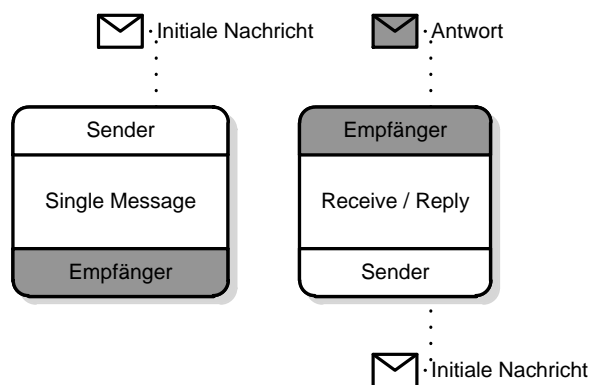 Initiale Nachricht
Antwort
Sender
Single Message
Empfänger
Empfänger
Receive / Reply
Sender
Initiale Nachricht